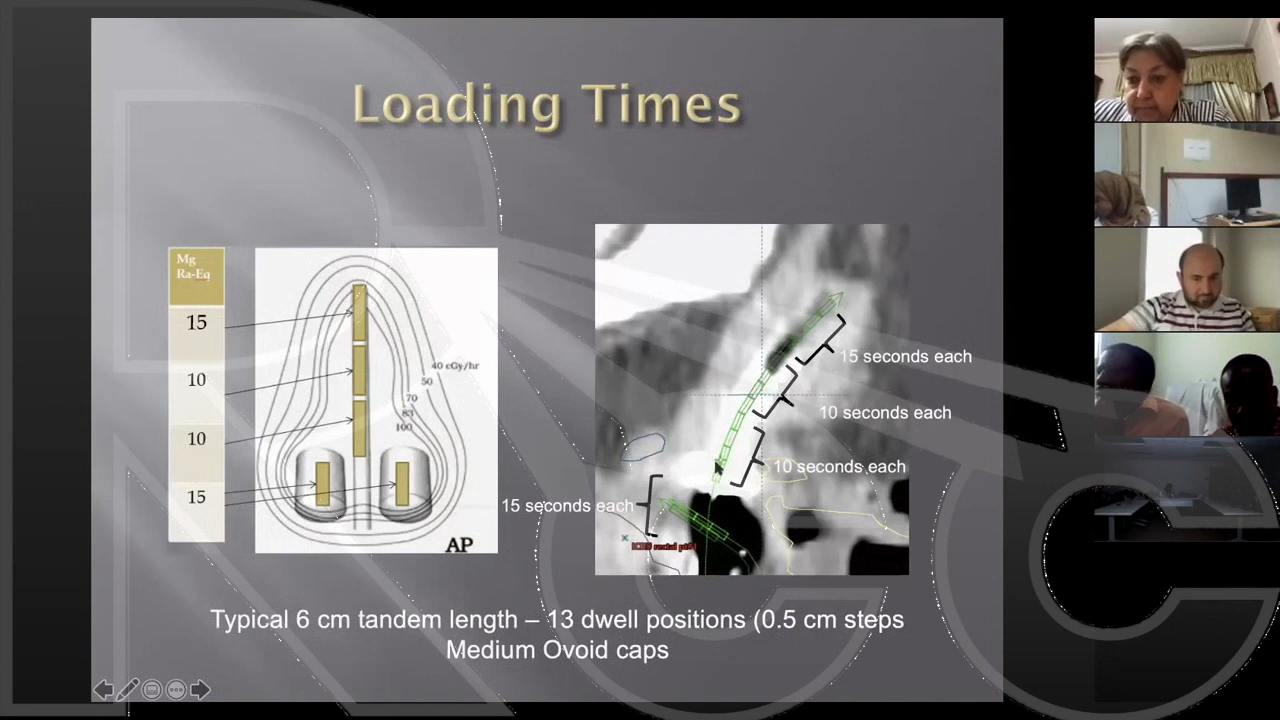 Loading Times
Mg
Ra-Eq
15
10
10
15
40 cGy/hr
50
70
83
100
AP
15 seconds each
10 seconds each
10 seconds each
15 seconds each
Typical 6 cm tandem length – 13 dwell positions (0.5 cm steps
Medium Ovoid caps